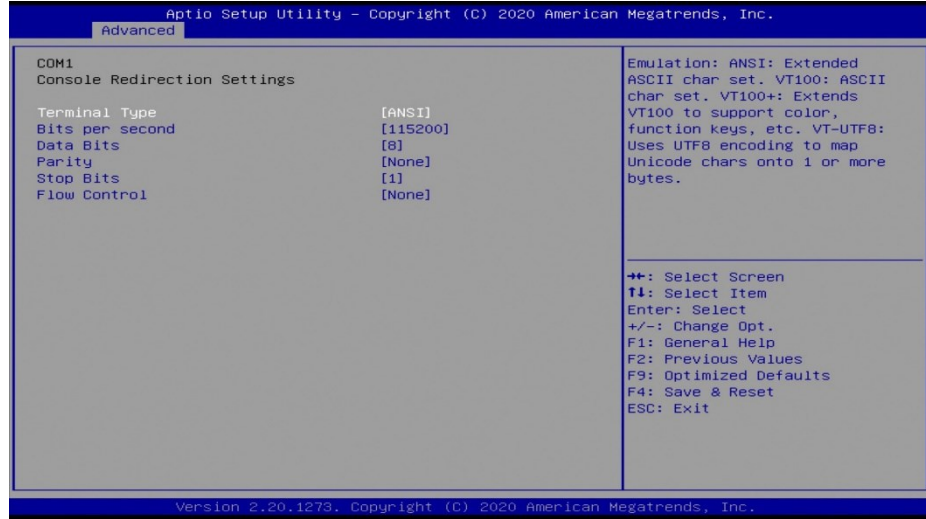 Aptio Setup Utility – Copyright (C) 2020 American Megatrends, Inc.
Advanced
COM1
Console Redirection Settings
Terminal Type [ANSI]
Bits per second [115200]
Data Bits [8]
Parity [None]
Stop Bits [1]
Flow Control [None]
Emulation: ANSI: Extended
ASCII char set. VT100: ASCII
char set. VT100+: Extends
VT100 to support color,
function keys, etc. VT-UTF8:
Uses UTF8 encoding to map
Unicode chars onto 1 or more
bytes.
→←: Select Screen
↑↓: Select Item
Enter: Select
+/-: Change Opt.
F1: General Help
F2: Previous Values
F9: Optimized Defaults
F4: Save & Reset
ESC: Exit
Version 2.20.1273. Copyright (C) 2020 American Megatrends, Inc.